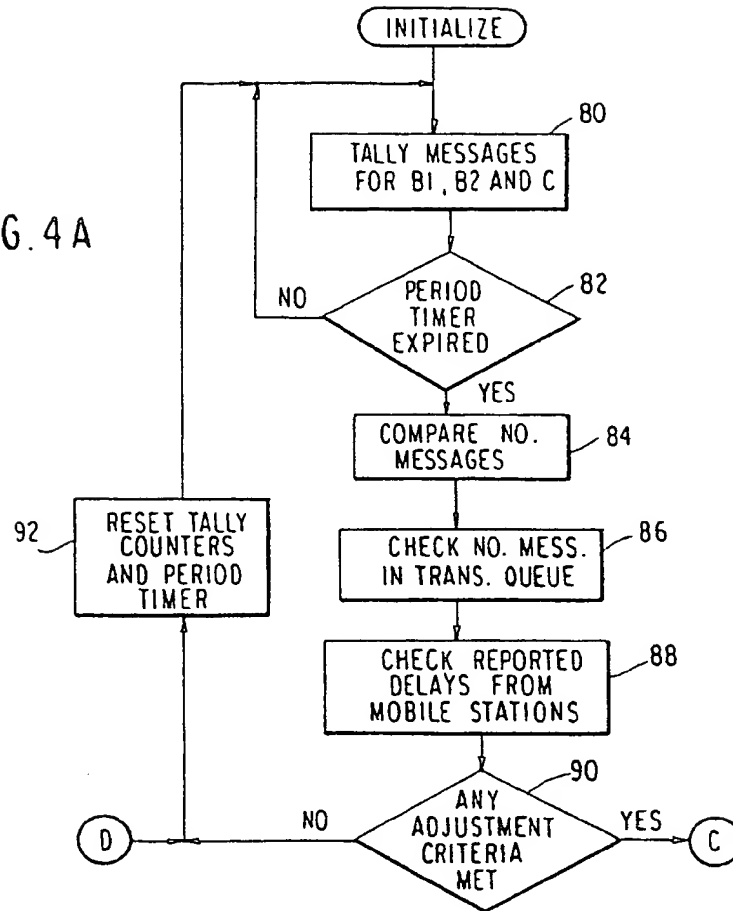 INITIALIZE
80
TALLY MESSAGES
FOR B1, B2 AND C
G. 4A
82
NO
PERIOD
TIMER
EXPIRED
YES
COMPARE NO.
MESSAGES
84
92
RESET TALLY
COUNTERS
AND PERIOD
TIMER
CHECK NO. MESS.
IN TRANS. QUEUE
86
CHECK REPORTED
DELAYS FROM
MOBILE STATIONS
88
90
D
NO
ANY
ADJUSTMENT
CRITERIA
MET
YES
C